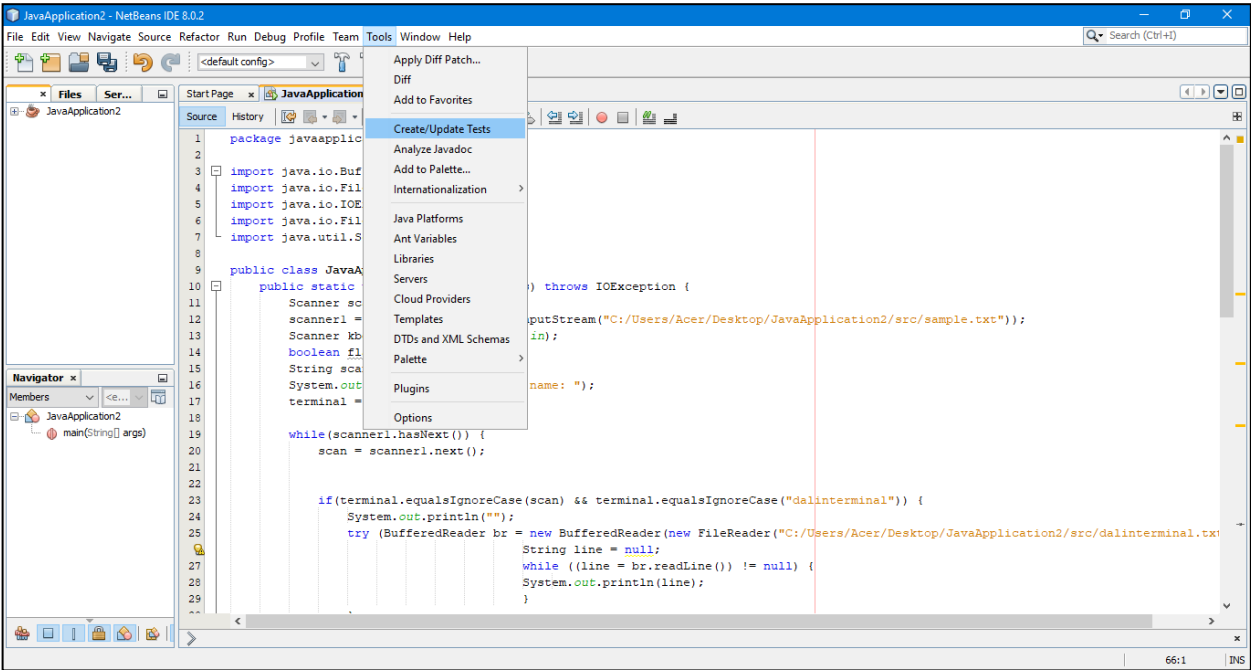 JavaApplication2 - NetBeans IDE 8.0.2
File Edit View Navigate Source Refactor Run Debug Profile Team Tools Window Help
Search (Ctrl+I)
<default config>
Apply Diff Patch...
Diff
Add to Favorites
Create/Update Tests
Analyze Javadoc
Add to Palette...
Internationalization
Java Platforms
Ant Variables
Libraries
Servers
Cloud Providers
Templates
DTDs and XML Schemas
Palette
Plugins
Options
Files Ser...
JavaApplication2
Navigator
Members <e...
JavaApplication2
main(String[] args)
Start Page JavaApplication
Source History
1 package javaapplic
2
3 import java.io.Buf
4 import java.io.Fil
5 import java.io.IOE
6 import java.io.Fil
7 import java.util.S
8
9 public class JavaA
10 public static ) throws IOException {
11 Scanner sc
12 scanner1 = putStream("C:/Users/Acer/Desktop/JavaApplication2/src/sample.txt"));
13 Scanner kb in);
14 boolean fl
15 String sca
16 System.out name: ");
17 terminal =
18
19 while(scanner1.hasNext()) {
20 scan = scanner1.next();
21
22
23 if(terminal.equalsIgnoreCase(scan) && terminal.equalsIgnoreCase("dalinterminal")) {
24 System.out.println("");
25 try (BufferedReader br = new BufferedReader(new FileReader("C:/Users/Acer/Desktop/JavaApplication2/src/dalinterminal.txt
String line = null;
27 while ((line = br.readLine()) != null) {
28 System.out.println(line);
29 }
66:1 INS